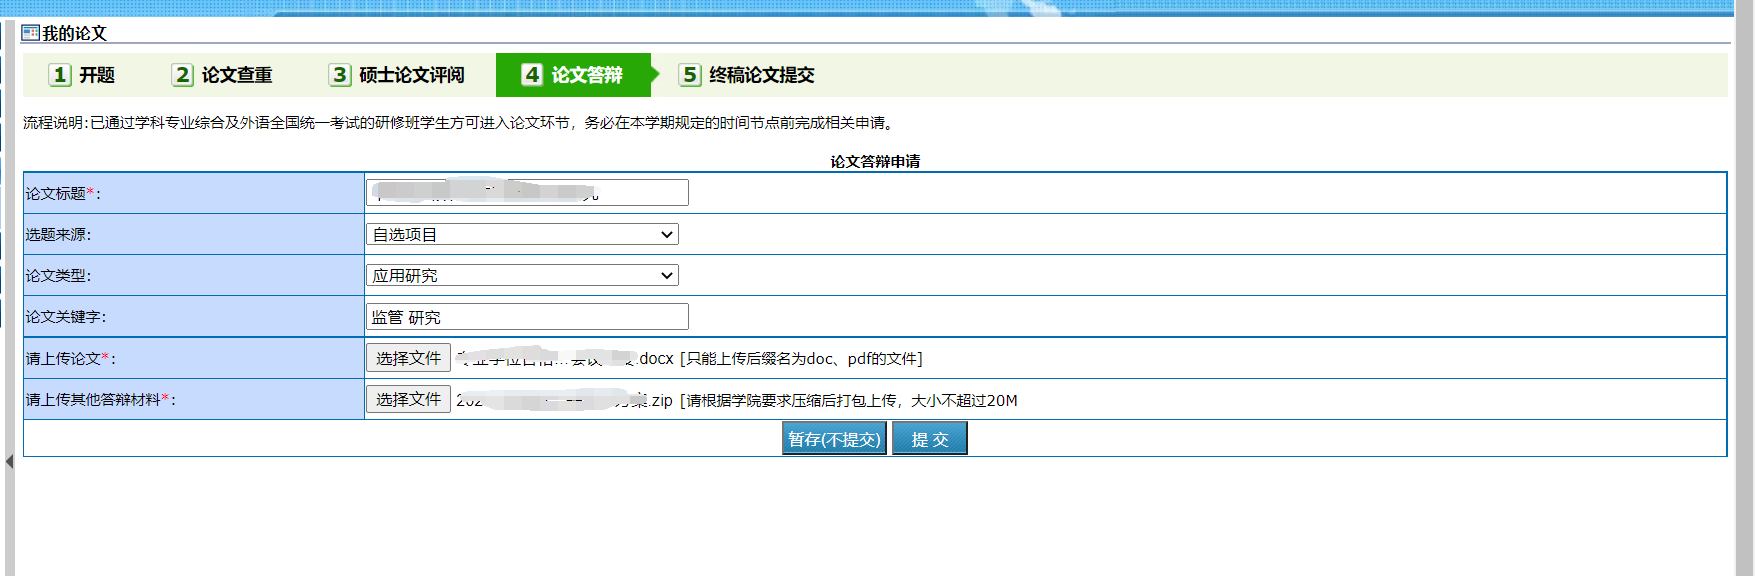 我的论文
1 开题 2 论文查重 3 硕士论文评阅 4 论文答辩 5 终稿论文提交
流程说明:已通过学科专业综合及外语全国统一考试的研修班学生方可进入论文环节，务必在本学期规定的时间节点前完成相关申请。
论文答辩申请
论文标题*:
选题来源: 自选项目
论文类型: 应用研究
论文关键字: 监管 研究
请上传论文*: 选择文件 .docx [只能上传后缀名为doc、pdf的文件]
请上传其他答辩材料*: 选择文件 .zip [请根据学院要求压缩后打包上传，大小不超过20M
暂存(不提交) 提 交